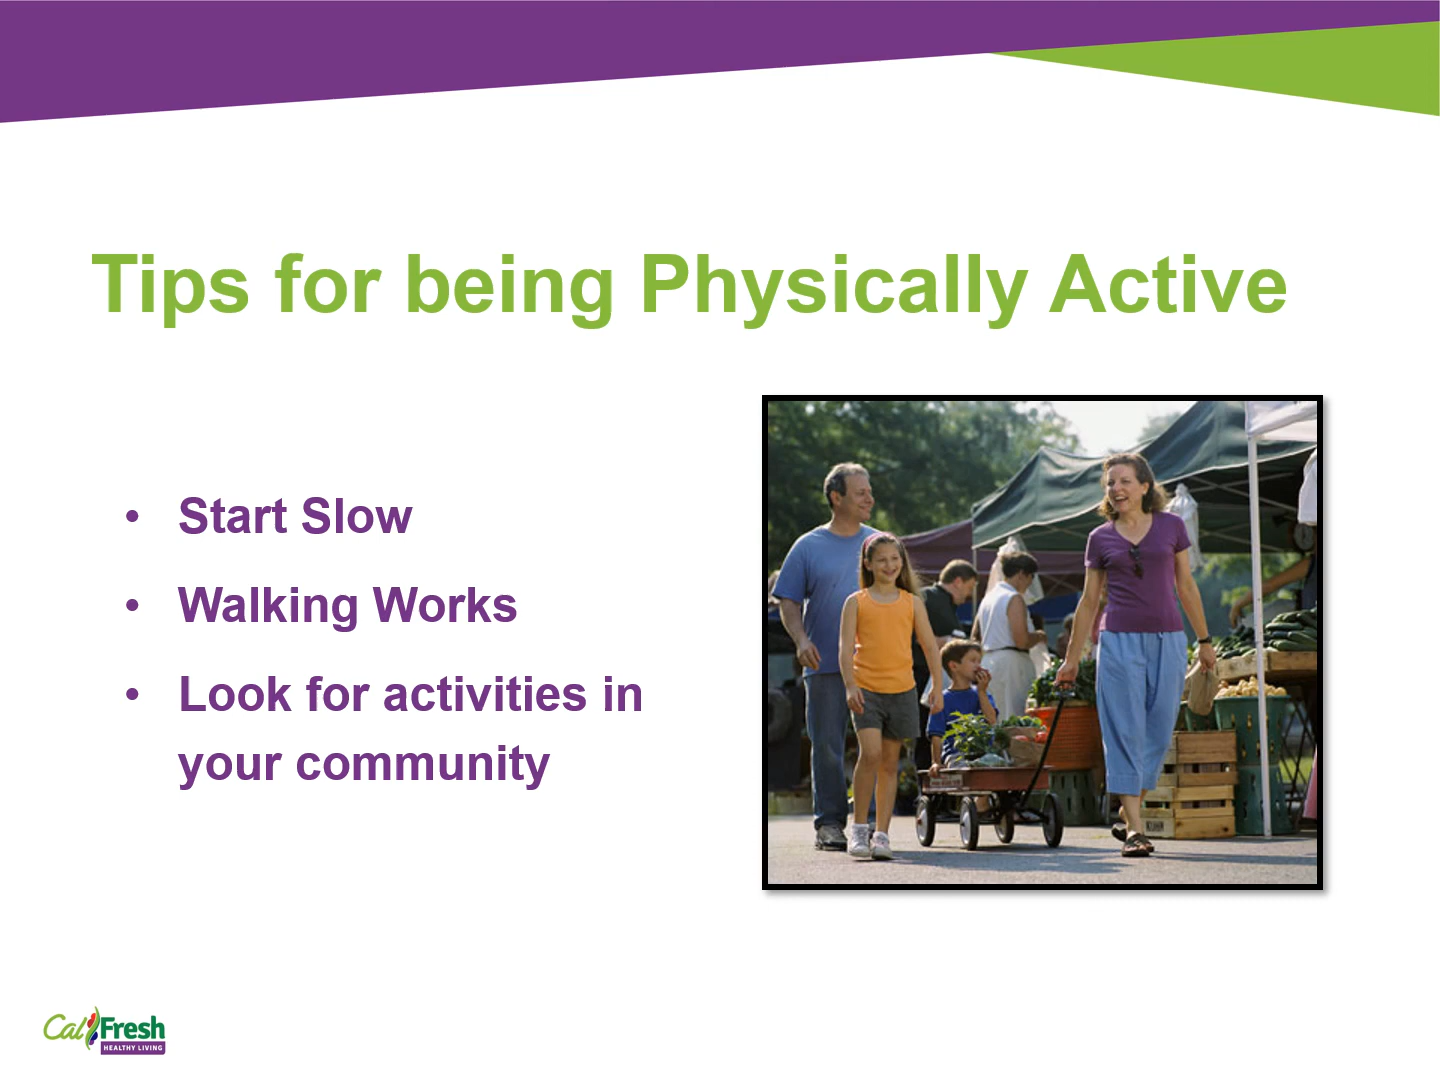 Tips for being Physically Active
• Start Slow
• Walking Works
• Look for activities in
your community
CalFresh
HEALTHY LIVING